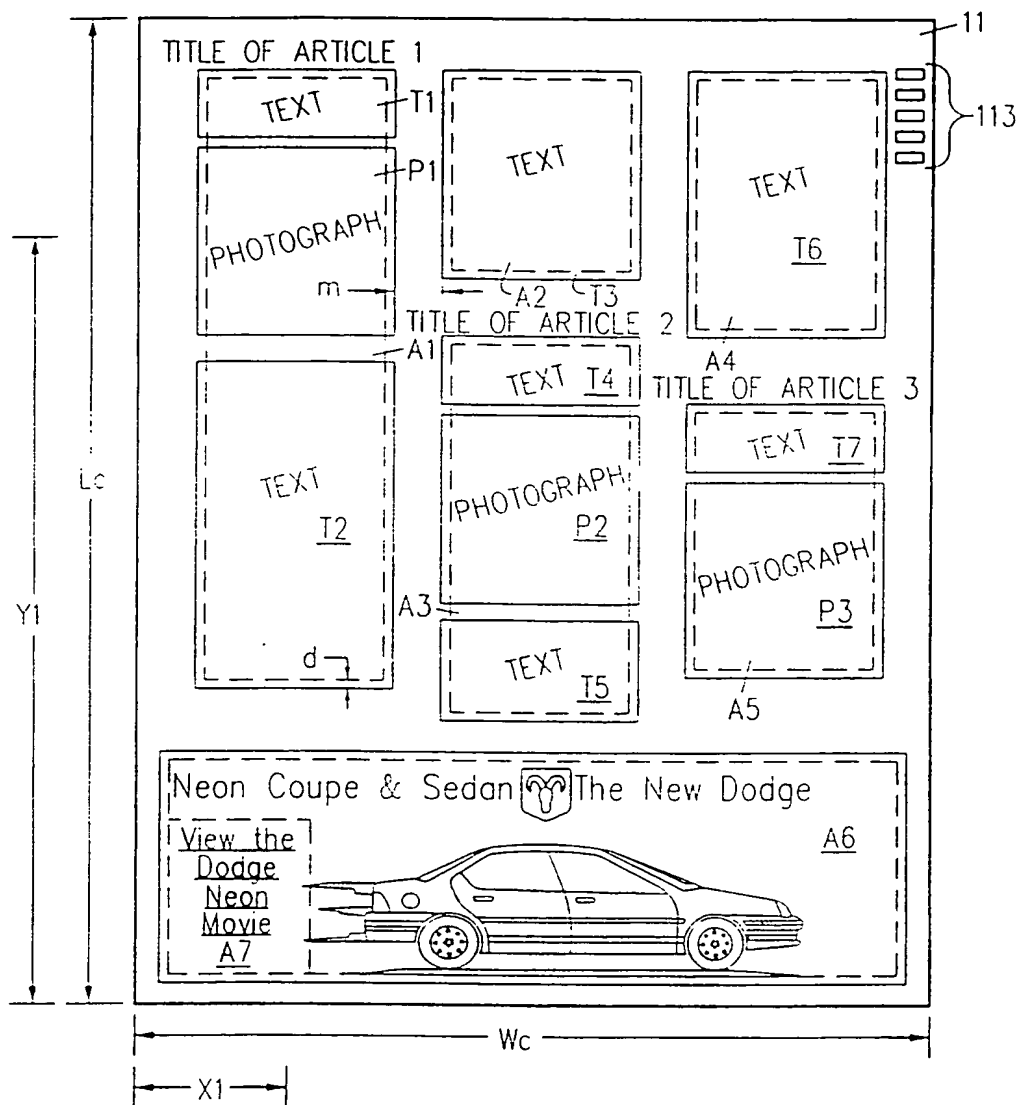 11
TITLE OF ARTICLE 1
TEXT T1
113
P1
PHOTOGRAPH
m
TEXT
A2 T3
TEXT
T6
A4
A1
TITLE OF ARTICLE 2
TEXT T4
TITLE OF ARTICLE 3
TEXT T7
Lc
TEXT
T2
PHOTOGRAPH
P2
PHOTOGRAPH
P3
Y1
A3
d
TEXT
T5
A5
Neon Coupe & Sedan The New Dodge
View the
Dodge
Neon
Movie
A7
A6
Wc
X1